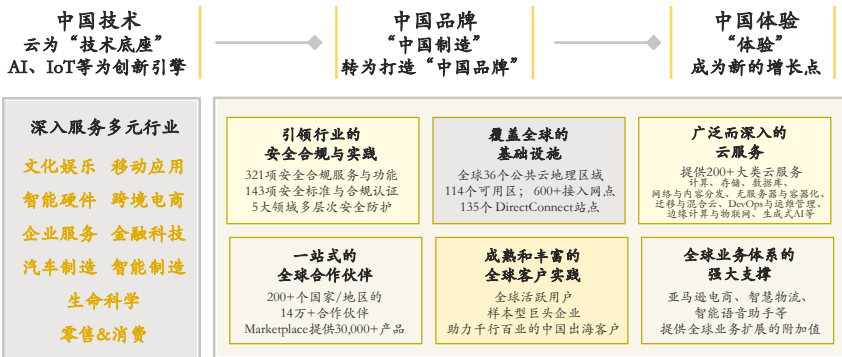 中国技术
云为“技术底座”
AI、IoT等为创新引擎
中国品牌
“中国制造”
转为打造“中国品牌”
中国体验
“体验”
成为新的增长点
深入服务多元行业
文化娱乐 移动应用
智能硬件 跨境电商
企业服务 金融科技
汽车制造 智能制造
生命科学
零售&消费
引领行业的
安全合规与实践
321项安全合规服务与功能
143项安全标准与合规认证
5大领域多层次安全防护
覆盖全球的
基础设施
全球36个公共云地理区域
114个可用区；600+接入网点
135个 DirectConnect站点
广泛而深入的
云服务
提供200+大类云服务
计算、存储、数据库、
网络与内容分发、无服务器与容器化、
迁移与混合云、DevOps与运维管理、
边缘计算与物联网、生成式AI等
一站式的
全球合作伙伴
200+个国家/地区的
14万+合作伙伴
Marketplace提供30,000+产品
成熟和丰富的
全球客户实践
全球活跃用户
样本型巨头企业
助力千行百业的中国出海客户
全球业务体系的
强大支撑
亚马逊电商、智慧物流、
智能语音助手等
提供全球业务扩展的附加值